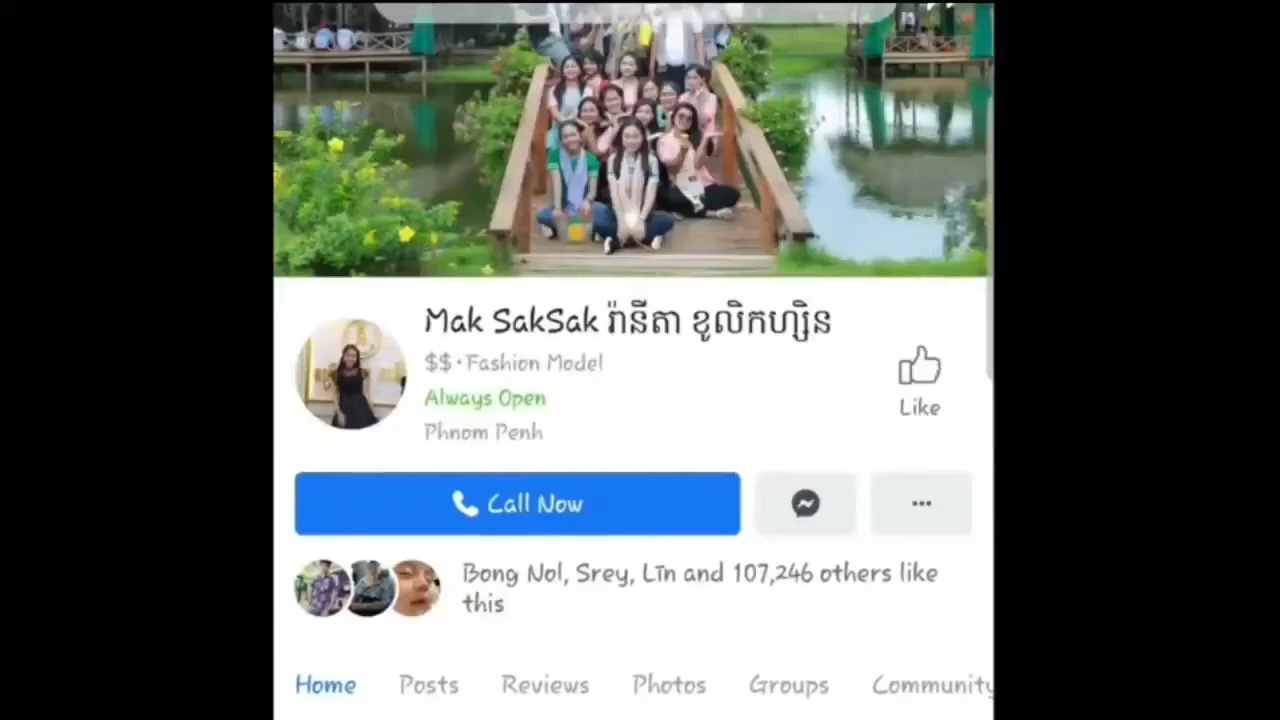 Mak SakSak រ៉ានីតា ខូលិកហ្សិន
$$ · Fashion Model
Always Open
Phnom Penh
Like
Call Now
Bong Nol, Srey, Līn and 107,246 others like
this
Home Posts Reviews Photos Groups Community